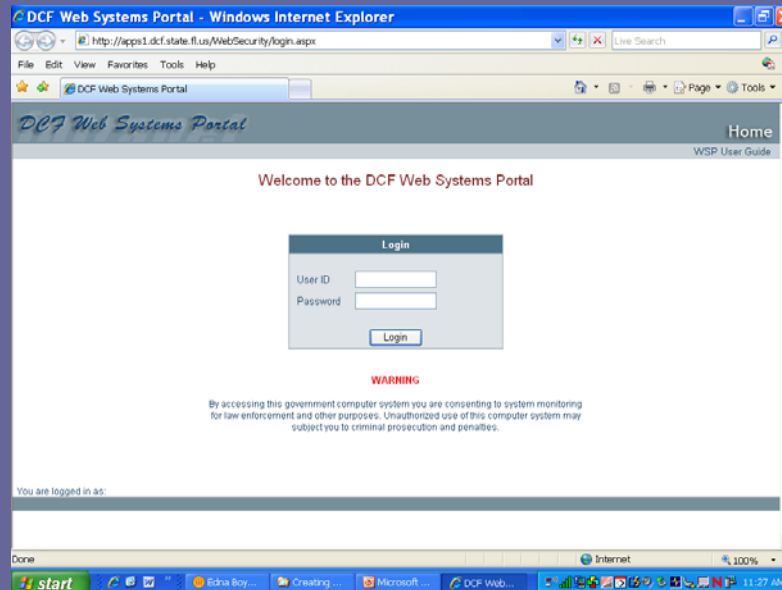 DCF Web Systems Portal - Windows Internet Explorer
http://apps1.dcf.state.fl.us/WebSecurity/login.aspx
Live Search
File Edit View Favorites Tools Help
DCF Web Systems Portal
Page Tools
DCF Web Systems Portal
Home
WSP User Guide
Welcome to the DCF Web Systems Portal
Login
User ID
Password
Login
WARNING
By accessing this government computer system you are consenting to system monitoring
for law enforcement and other purposes. Unauthorized use of this computer system may
subject you to criminal prosecution and penalties.
You are logged in as:
Done
Internet
100%
start
Edna Boy...
Creating ...
Microsoft ...
DCF Web...
11:27 AM